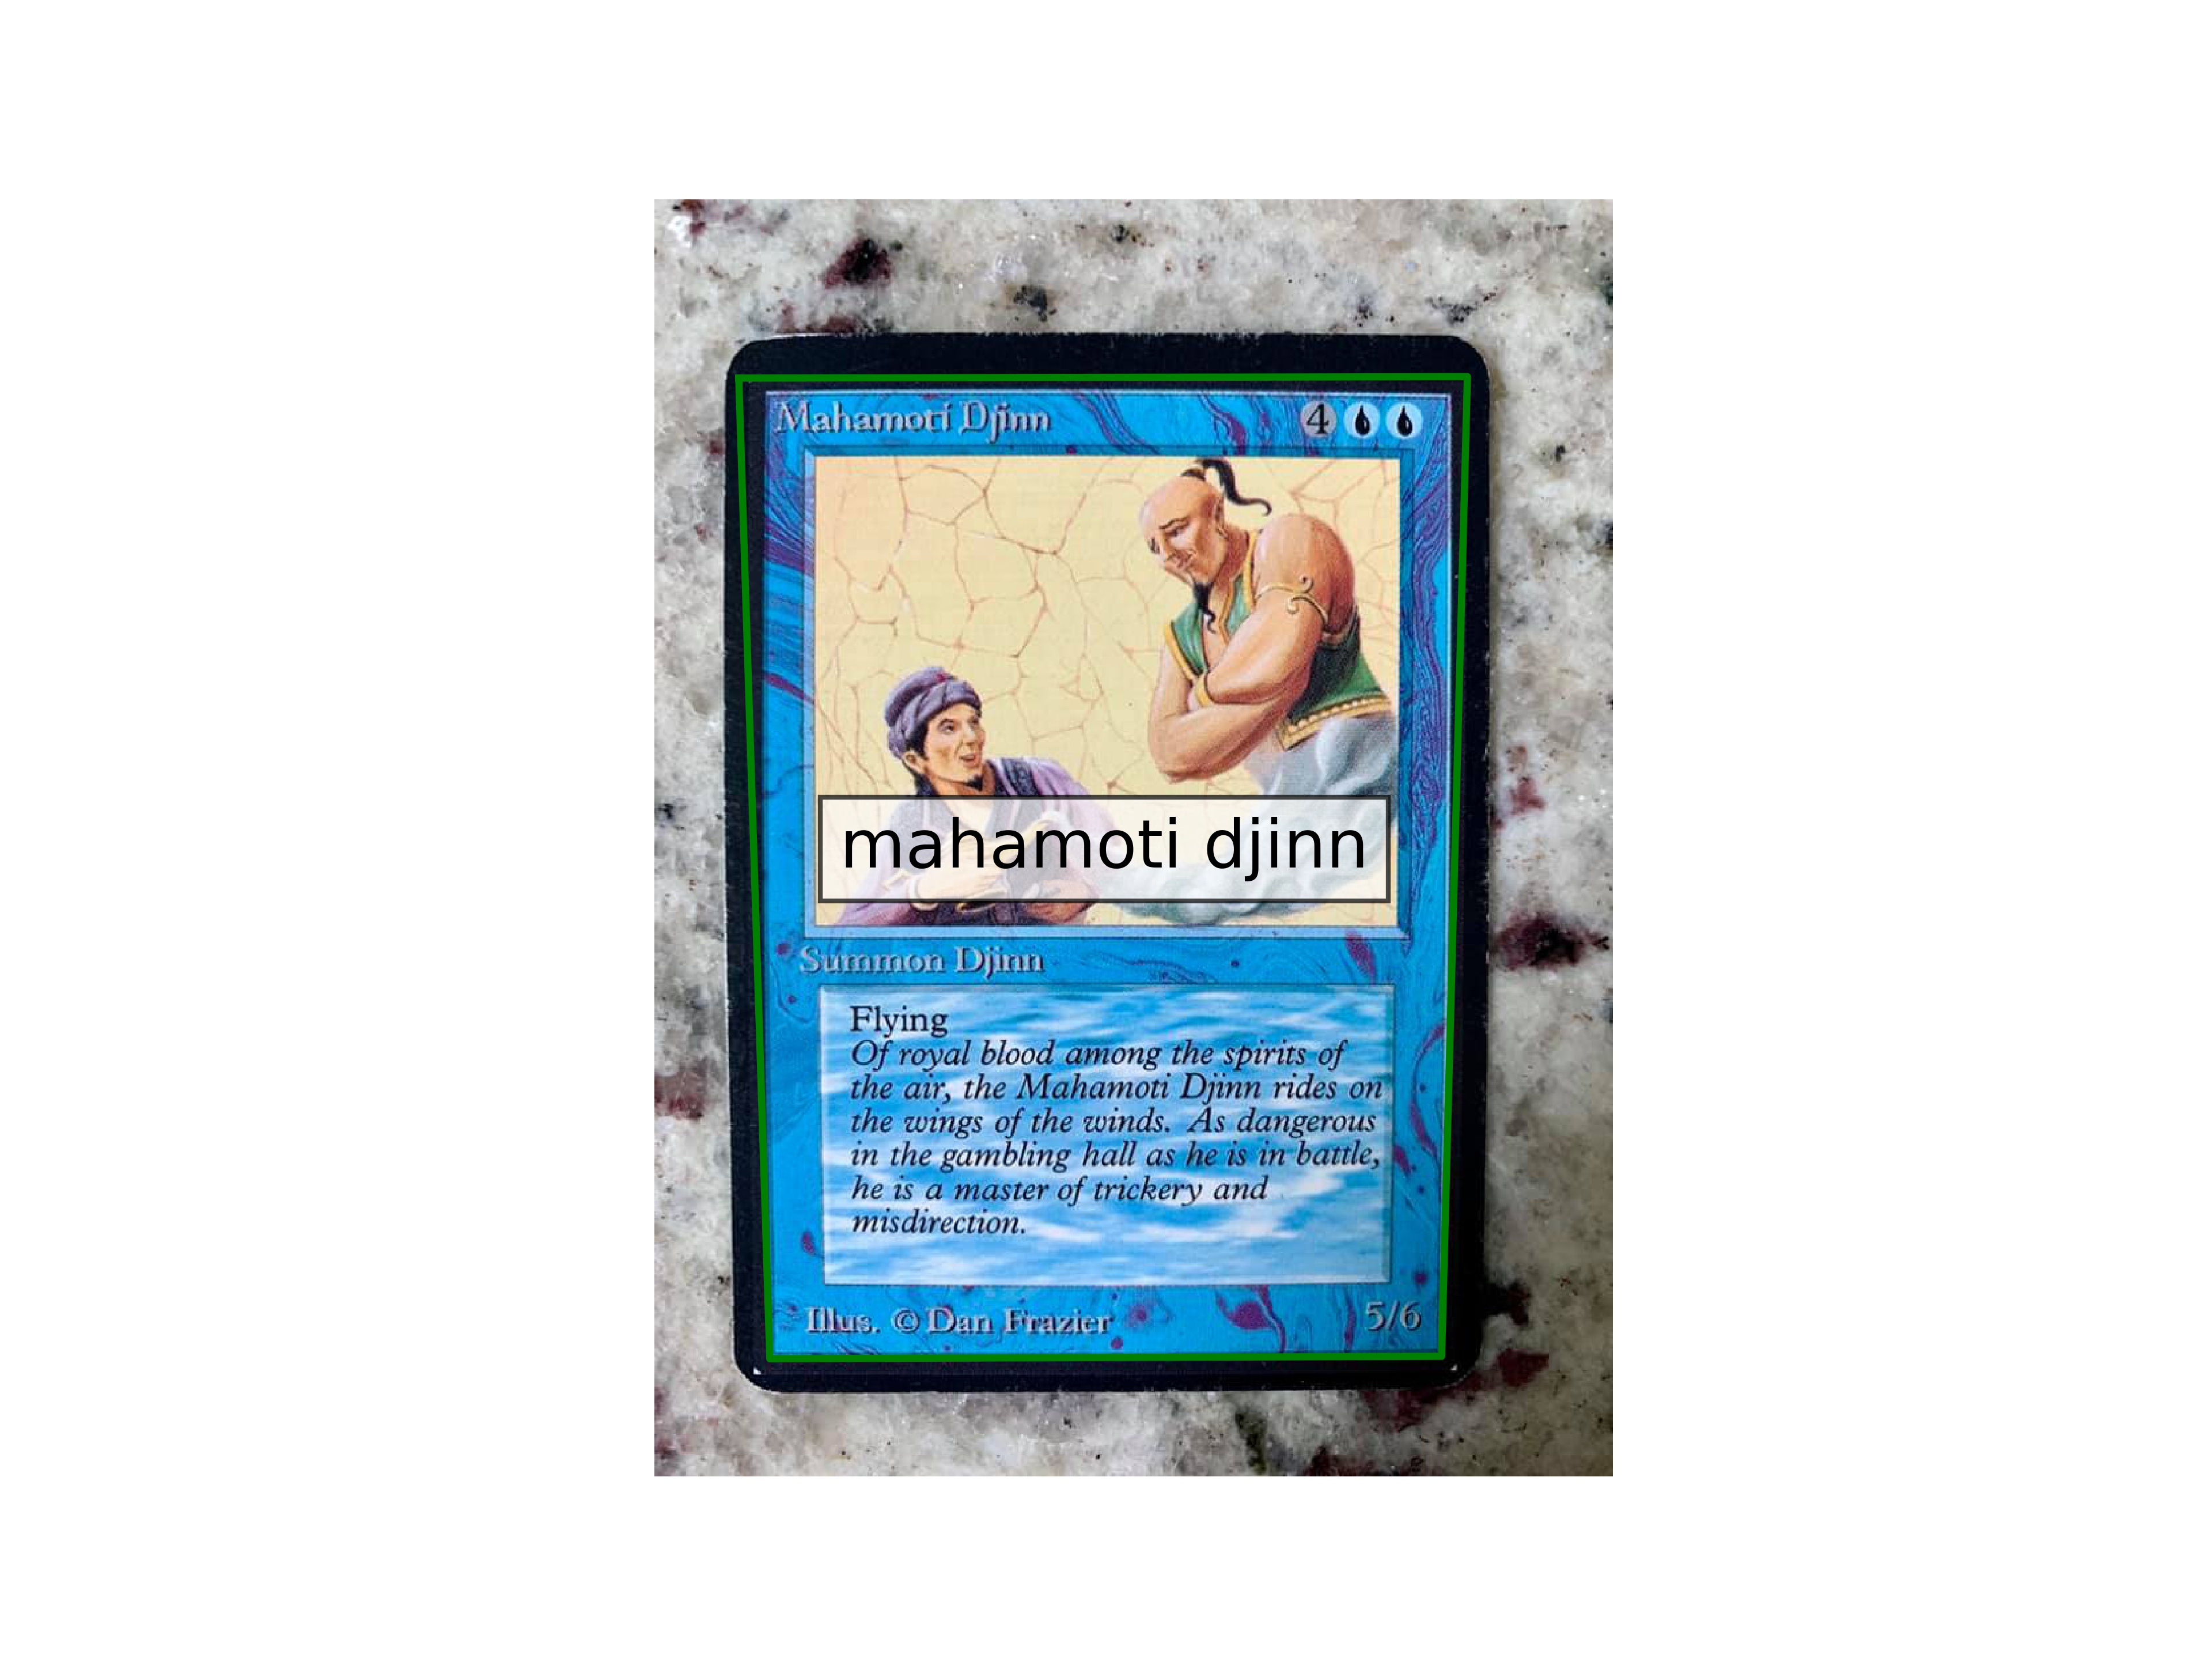 Mahamoti Djinn
4
mahamoti djinn
Summon Djinn
Flying
Of royal blood among the spirits of
the air, the Mahamoti Djinn rides on
the wings of the winds. As dangerous
in the gambling hall as he is in battle,
he is a master of trickery and
misdirection.
Illus. © Dan Frazier
5/6